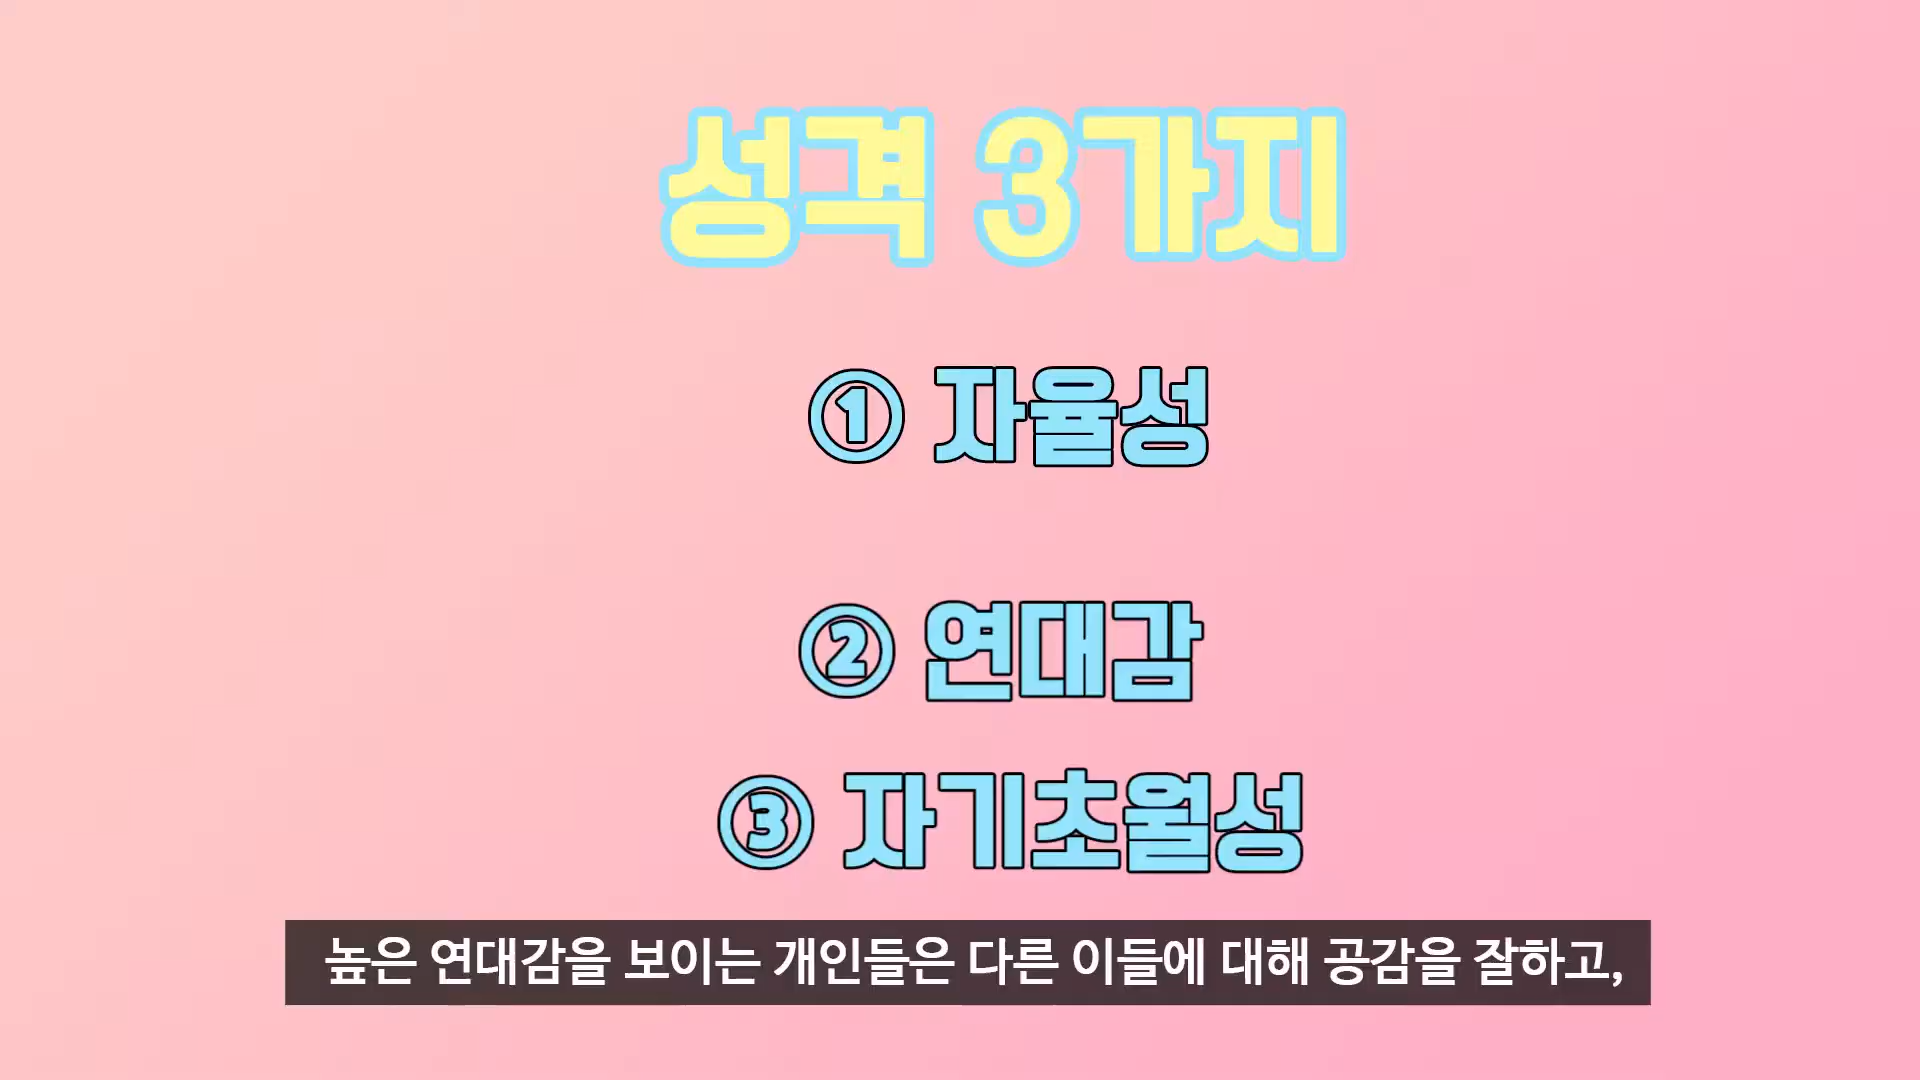 성격 3가지
① 자율성
② 연대감
③ 자기초월성
높은 연대감을 보이는 개인들은 다른 이들에 대해 공감을 잘하고,